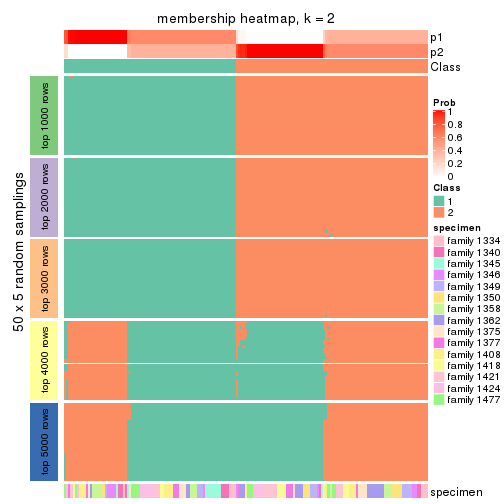 membership heatmap, k = 2
p1
p2
Class
50 x 5 random samplings
top 1000 rows
top 2000 rows
top 3000 rows
top 4000 rows
top 5000 rows
specimen
Prob
1
0.8
0.6
0.4
0.2
0
Class
1
2
specimen
family 1334
family 1340
family 1345
family 1346
family 1349
family 1350
family 1358
family 1362
family 1375
family 1377
family 1408
family 1418
family 1421
family 1424
family 1477